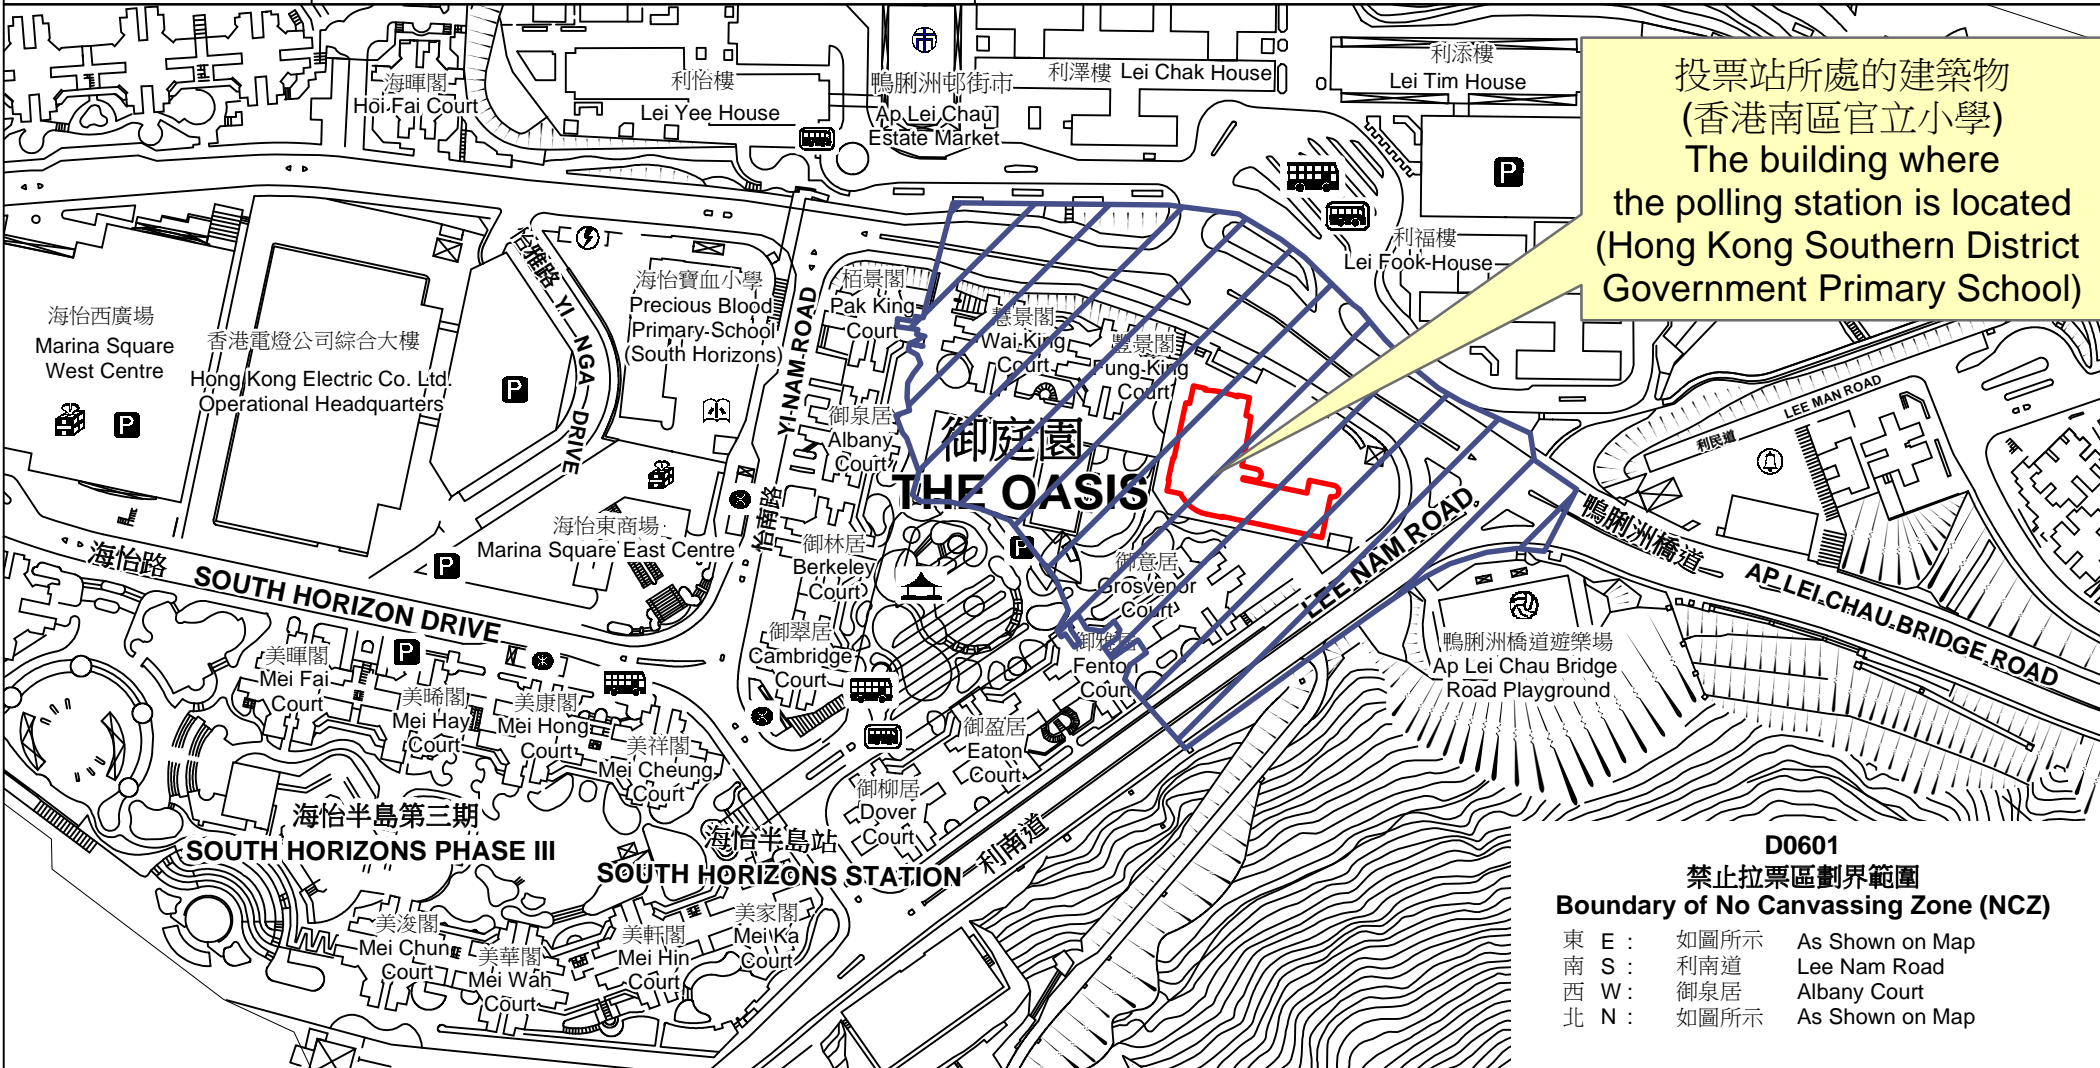 海暉閣
Hoi Fai Court
利怡樓
Lei Yee House
鴨脷洲邨街市
Ap Lei Chau
Estate Market
利澤樓 Lei Chak House
利添樓
Lei Tim House
投票站所處的建築物
(香港南區官立小學)
The building where
the polling station is located
(Hong Kong Southern District
Government Primary School)
P
利福樓
Lei Fook House
怡雅路 YI NGA DRIVE
海怡寶血小學
Precious Blood
Primary School
(South Horizons)
YI NAM ROAD
怡南路
栢景閣
Pak King
Court
慧景閣
Wai King
Court
豐景閣
Fung King
Court
海怡西廣場
Marina Square
West Centre
P
香港電燈公司綜合大樓
Hong Kong Electric Co. Ltd.
Operational Headquarters
P
御泉居
Albany
Court
御庭園
THE OASIS
LEE MAN ROAD
利民道
海怡東商場
Marina Square East Centre
P
御林居
Berkeley
Court
P
御意居
Grosvenor
Court
LEE NAM ROAD
鴨脷洲橋道
AP LEI CHAU BRIDGE ROAD
海怡路
SOUTH HORIZON DRIVE
御翠居
Cambridge
Court
御雅居
Fenton
Court
鴨脷洲橋道遊樂場
Ap Lei Chau Bridge
Road Playground
美暉閣
Mei Fai
Court
P
美晞閣
Mei Hay
Court
美康閣
Mei Hong
Court
美祥閣
Mei Cheung
Court
御盈居
Eaton
Court
御柳居
Dover
Court
海怡半島第三期
SOUTH HORIZONS PHASE III
海怡半島站
SOUTH HORIZONS STATION
利南道
美浚閣
Mei Chun
Court
美華閣
Mei Wah
Court
美軒閣
Mei Hin
Court
美家閣
Mei Ka
Court
D0601
禁止拉票區劃界範圍
Boundary of No Canvassing Zone (NCZ)
東 E : 如圖所示 As Shown on Map
南 S : 利南道 Lee Nam Road
西 W : 御泉居 Albany Court
北 N : 如圖所示 As Shown on Map